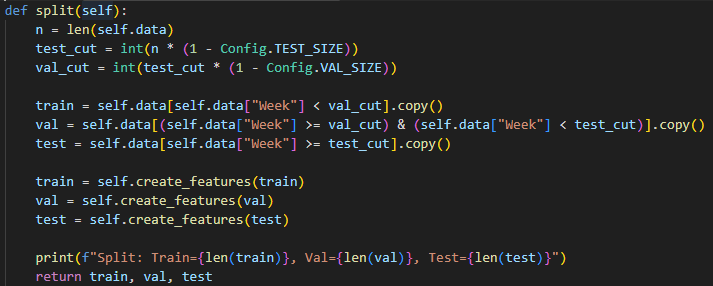 def split(self):
    n = len(self.data)
    test_cut = int(n * (1 - Config.TEST_SIZE))
    val_cut = int(test_cut * (1 - Config.VAL_SIZE))

    train = self.data[self.data["Week"] < val_cut].copy()
    val = self.data[(self.data["Week"] >= val_cut) & (self.data["Week"] < test_cut)].copy()
    test = self.data[self.data["Week"] >= test_cut].copy()

    train = self.create_features(train)
    val = self.create_features(val)
    test = self.create_features(test)

    print(f"Split: Train={len(train)}, Val={len(val)}, Test={len(test)}")
    return train, val, test